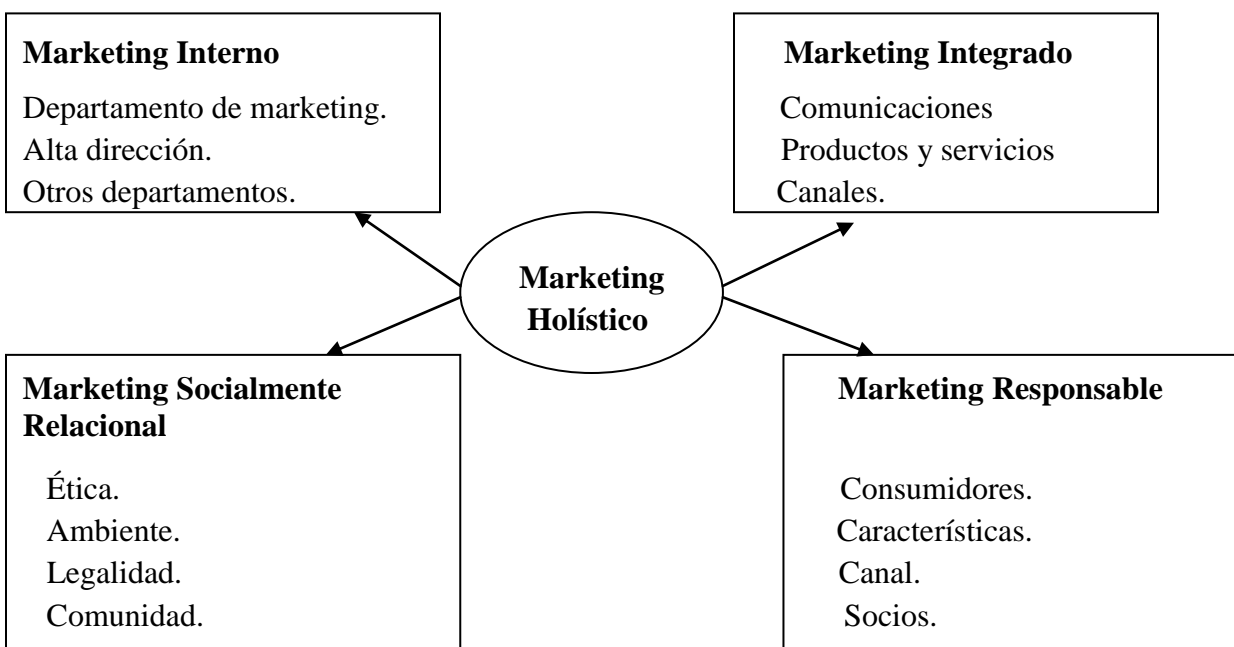 Marketing Interno
Departamento de marketing.
Alta dirección.
Otros departamentos.
Marketing Integrado
Comunicaciones
Productos y servicios
Canales.
Marketing
Holístico
Marketing Socialmente
Relacional
Ética.
Ambiente.
Legalidad.
Comunidad.
Marketing Responsable
Consumidores.
Características.
Canal.
Socios.